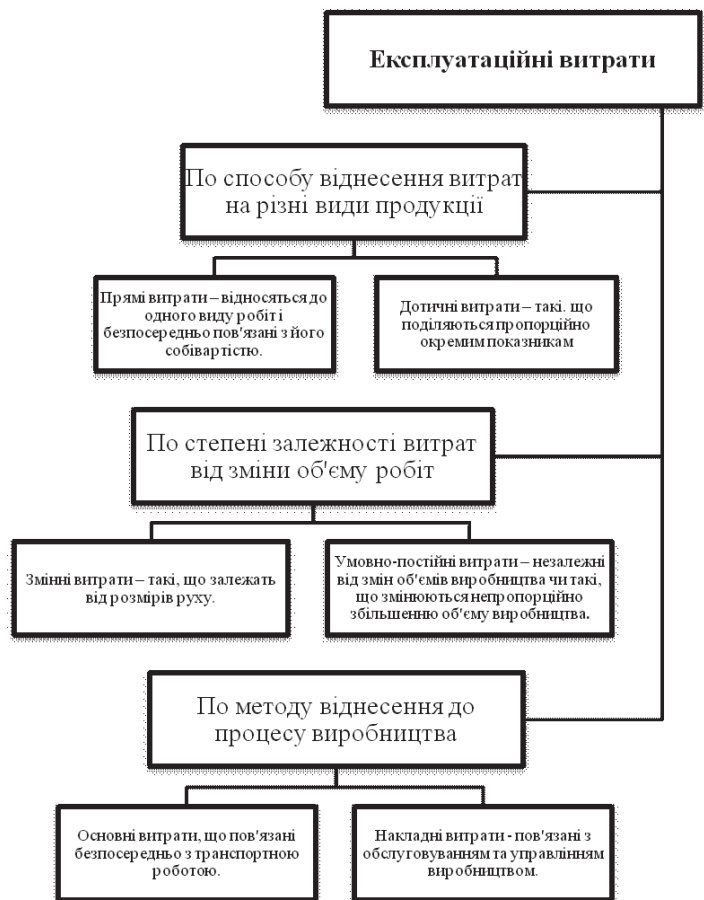 Експлуатаційні витрати
По способу віднесення витрат
на різні види продукції
Прямі витрати – відносяться до
одного виду робіт і
безпосередньо пов'язані з його
собівартістю.
Дотичні витрати – такі. що
поділяються пропорційно
окремим показникам
По степені залежності витрат
від зміни об'єму робіт
Змінні витрати – такі, що залежать
від розмірів руху.
Умовно-постійні витрати – незалежні
від змін об'ємів виробництва чи такі,
що змінюються непропорційно
збільшенню об'єму виробництва.
По методу віднесення до
процесу виробництва
Основні витрати, що пов'язані
безпосередньо з транспортною
роботою.
Накладні витрати - пов'язані з
обслуговуванням та управлінням
виробництвом.